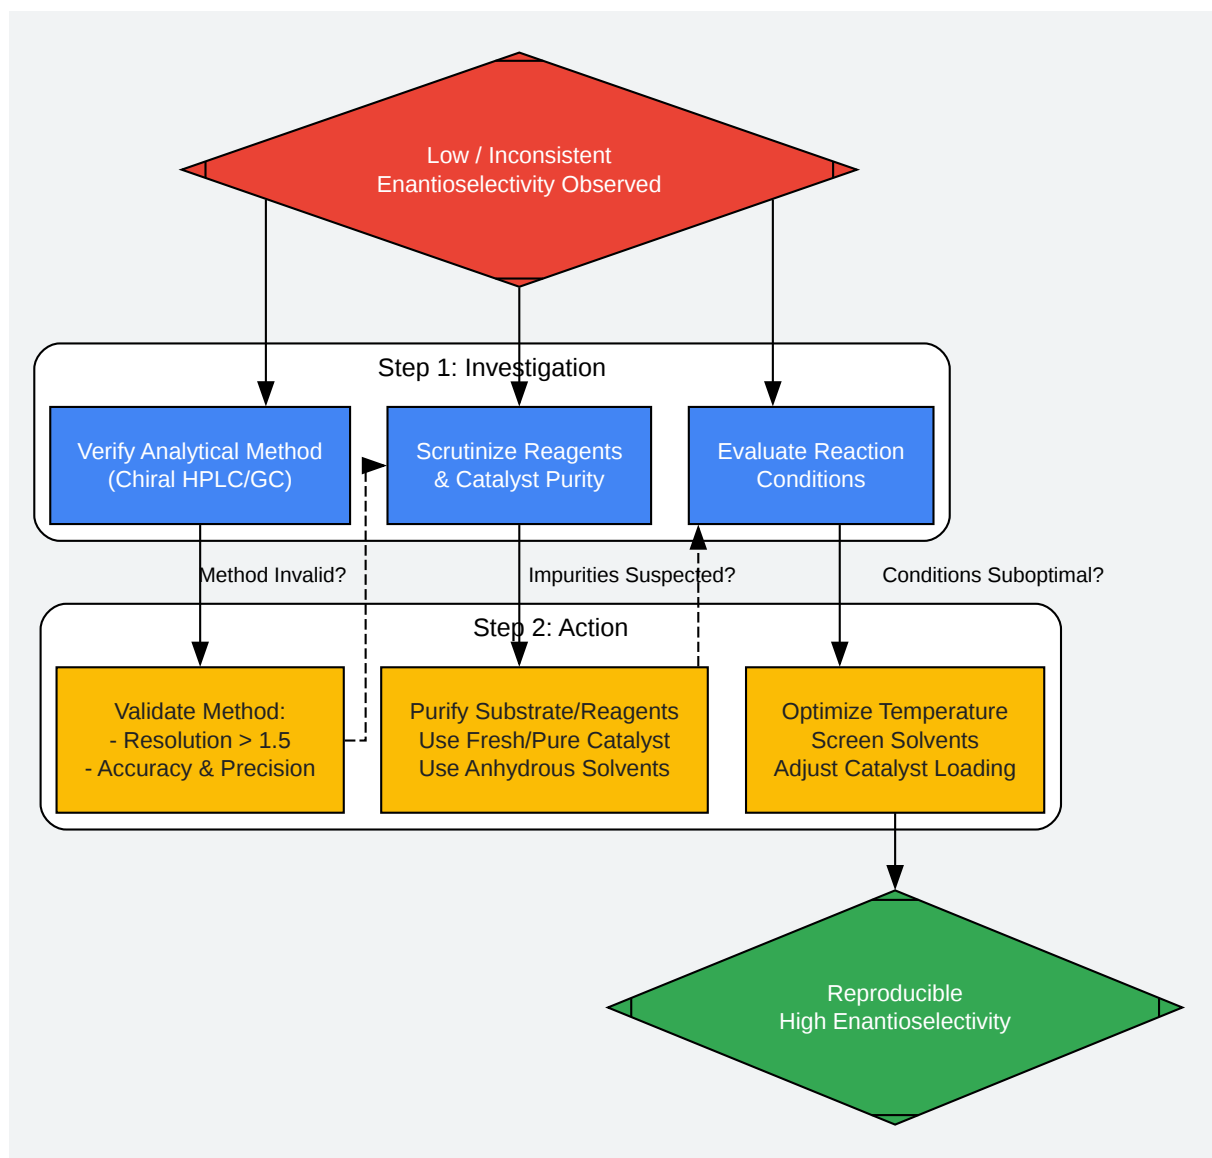 Low / Inconsistent
Enantioselectivity Observed
Step 1: Investigation
Verify Analytical Method
(Chiral HPLC/GC)
Scrutinize Reagents
& Catalyst Purity
Evaluate Reaction
Conditions
Method Invalid?
Impurities Suspected?
Conditions Suboptimal?
Step 2: Action
Validate Method:
- Resolution > 1.5
- Accuracy & Precision
Purify Substrate/Reagents
Use Fresh/Pure Catalyst
Use Anhydrous Solvents
Optimize Temperature
Screen Solvents
Adjust Catalyst Loading
Reproducible
High Enantioselectivity